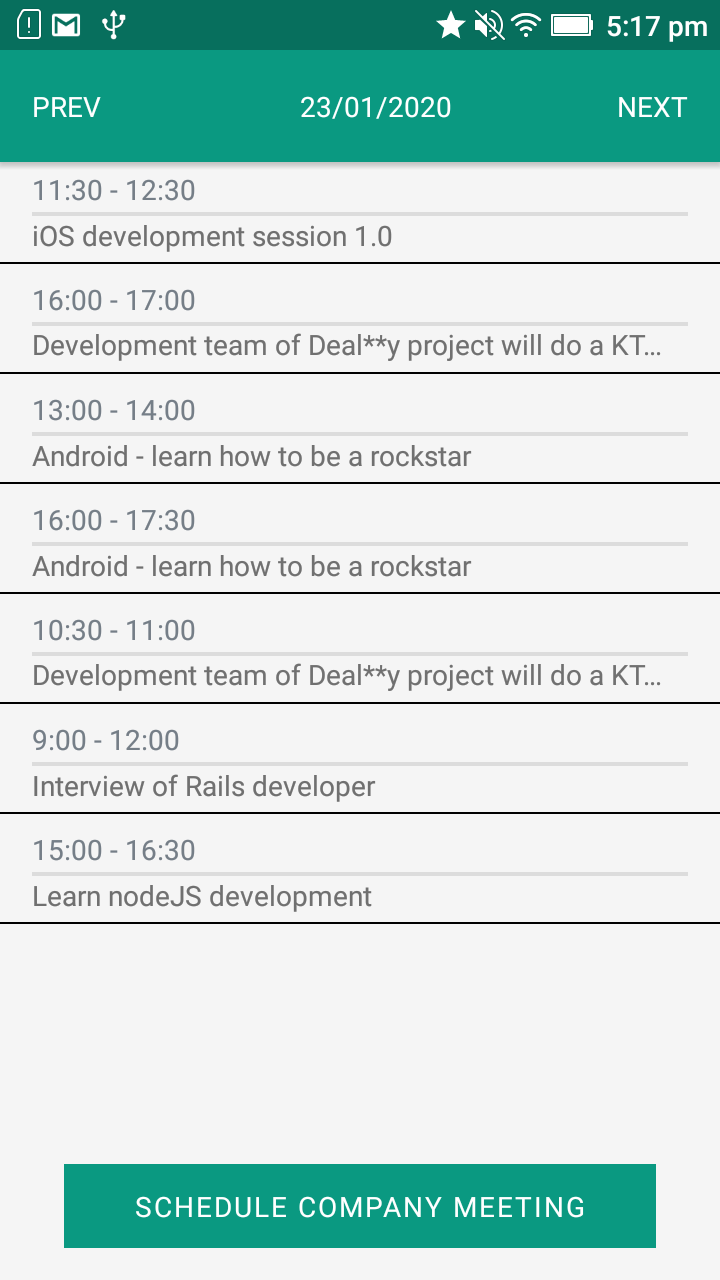 5:17 pm
PREV 23/01/2020 NEXT
11:30 - 12:30
iOS development session 1.0
16:00 - 17:00
Development team of Deal**y project will do a KT...
13:00 - 14:00
Android - learn how to be a rockstar
16:00 - 17:30
Android - learn how to be a rockstar
10:30 - 11:00
Development team of Deal**y project will do a KT...
9:00 - 12:00
Interview of Rails developer
15:00 - 16:30
Learn nodeJS development
SCHEDULE COMPANY MEETING